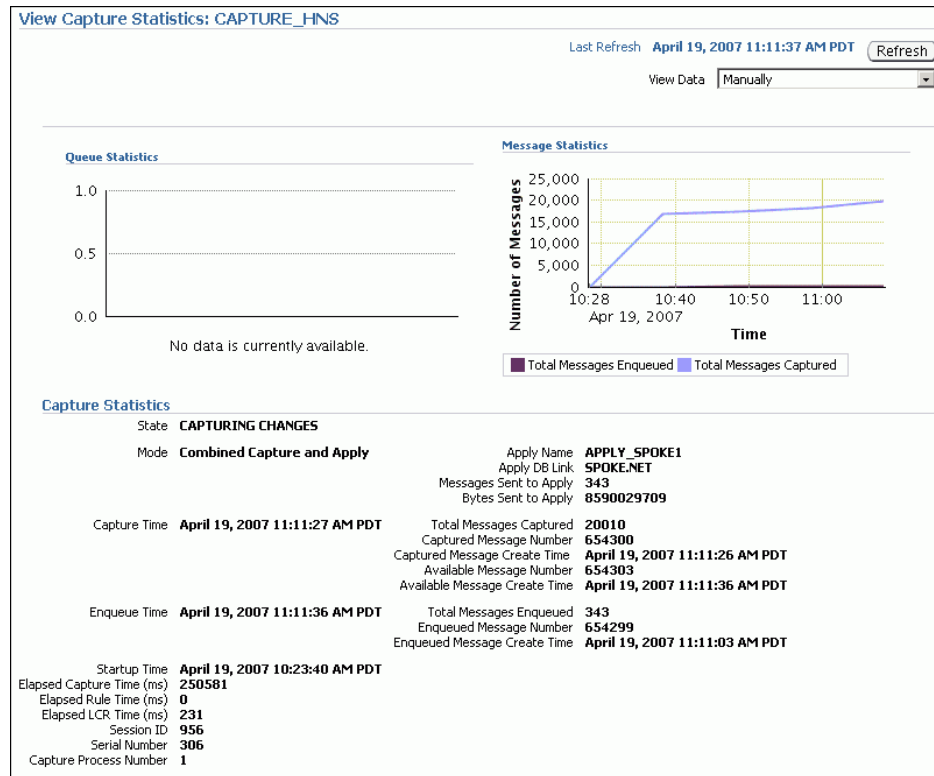 View Capture Statistics: CAPTURE_HNS
Last Refresh April 19, 2007 11:11:37 AM PDT Refresh
View Data Manually
Queue Statistics
1.0
0.5
0.0
No data is currently available.
Message Statistics
Number of Messages
25,000
20,000
15,000
10,000
5,000
0
10:28 10:40 10:50 11:00
Apr 19, 2007
Time
Total Messages Enqueued Total Messages Captured
Capture Statistics
State CAPTURING CHANGES
Mode Combined Capture and Apply Apply Name APPLY_SPOKE1
Apply DB Link SPOKE.NET
Messages Sent to Apply 343
Bytes Sent to Apply 8590029709
Capture Time April 19, 2007 11:11:27 AM PDT Total Messages Captured 20010
Captured Message Number 654300
Captured Message Create Time April 19, 2007 11:11:26 AM PDT
Available Message Number 654303
Available Message Create Time April 19, 2007 11:11:36 AM PDT
Enqueue Time April 19, 2007 11:11:36 AM PDT Total Messages Enqueued 343
Enqueued Message Number 654299
Enqueued Message Create Time April 19, 2007 11:11:03 AM PDT
Startup Time April 19, 2007 10:23:40 AM PDT
Elapsed Capture Time (ms) 250581
Elapsed Rule Time (ms) 0
Elapsed LCR Time (ms) 231
Session ID 956
Serial Number 306
Capture Process Number 1